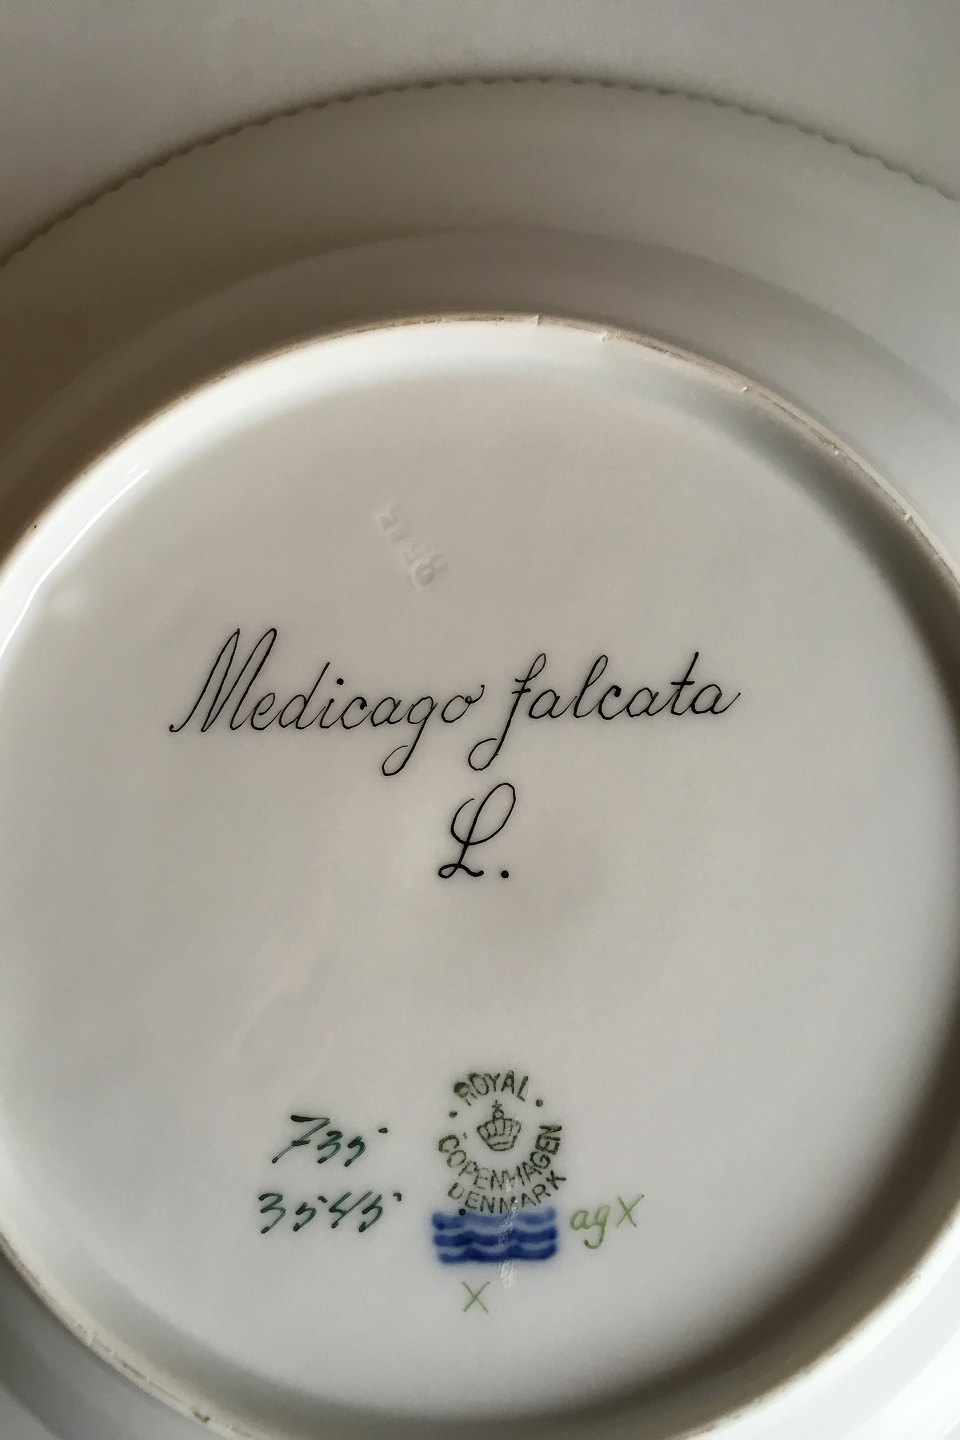 Medicago falcata
L.
ROYAL
COPENHAGEN
DENMARK
735
3545
agX
X